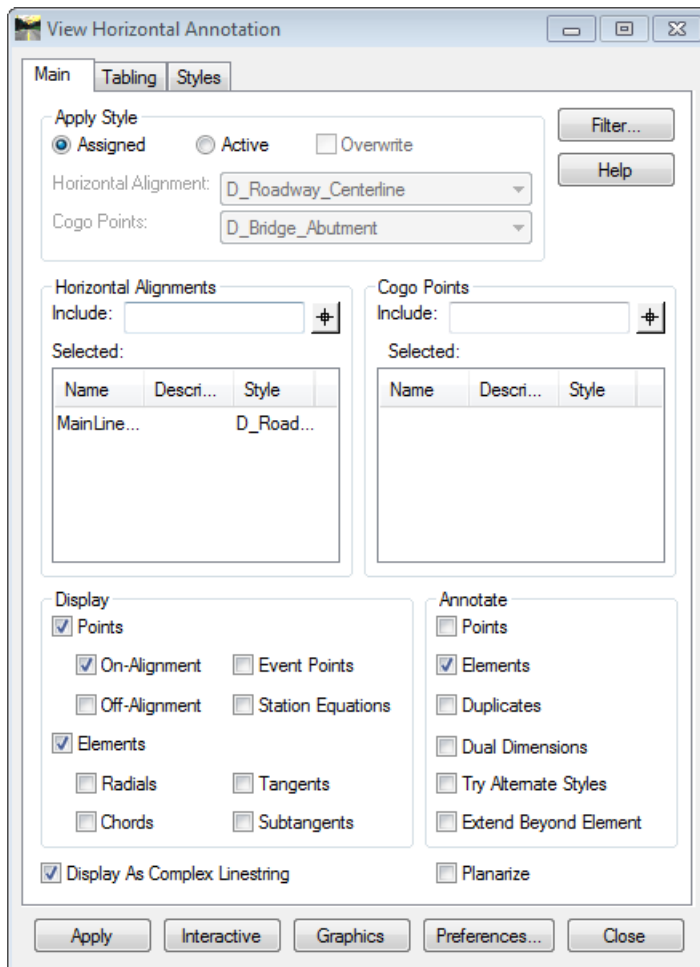 View Horizontal Annotation
Main Tabling Styles
Apply Style
Assigned Active Overwrite
Filter...
Help
Horizontal Alignment: D_Roadway_Centerline
Cogo Points: D_Bridge_Abutment
Horizontal Alignments
Include:
Selected:
Name Descri... Style
MainLine... D_Road...
Cogo Points
Include:
Selected:
Name Descri... Style
Display
Points
On-Alignment Event Points
Off-Alignment Station Equations
Elements
Radials Tangents
Chords Subtangents
Annotate
Points
Elements
Duplicates
Dual Dimensions
Try Alternate Styles
Extend Beyond Element
Display As Complex Linestring Planarize
Apply Interactive Graphics Preferences... Close